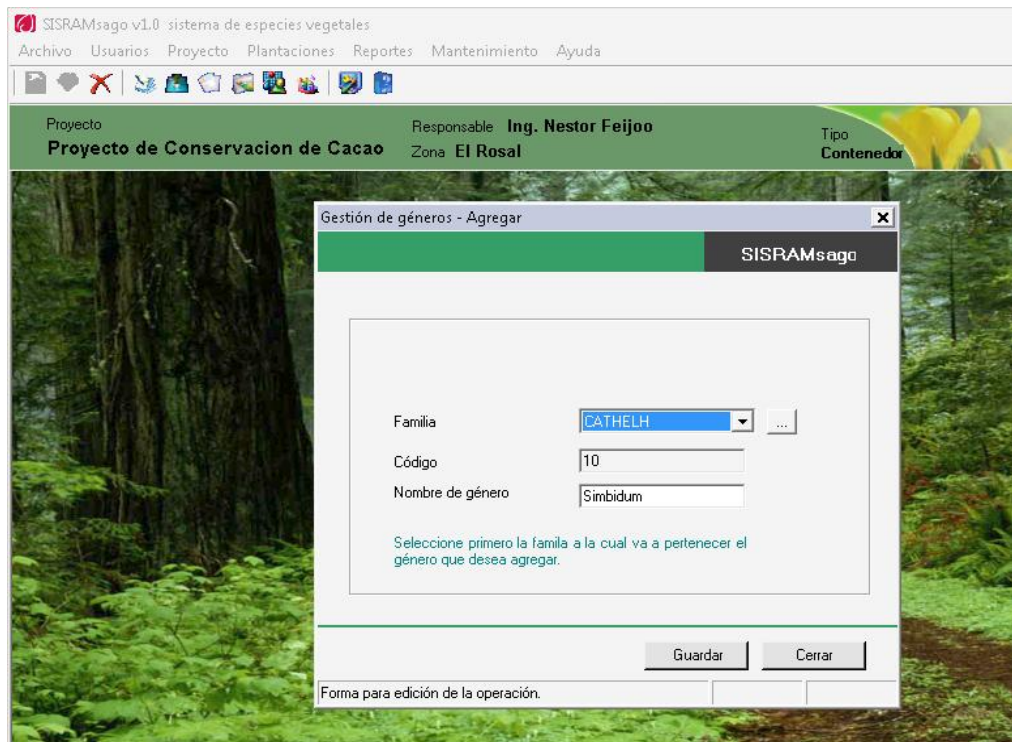 SISRAMsago v1.0 sistema de especies vegetales
Archivo Usuarios Proyecto Plantaciones Reportes Mantenimiento Ayuda
Proyecto
Proyecto de Conservacion de Cacao
Responsable Ing. Nestor Feijoo
Zona El Rosal
Tipo
Contenedor
Gestión de géneros - Agregar
SISRAMsago
Familia
CATHELH
...
Código
10
Nombre de género
Simbidum
Seleccione primero la famila a la cual va a pertenecer el
género que desea agregar.
Guardar
Cerrar
Forma para edición de la operación.